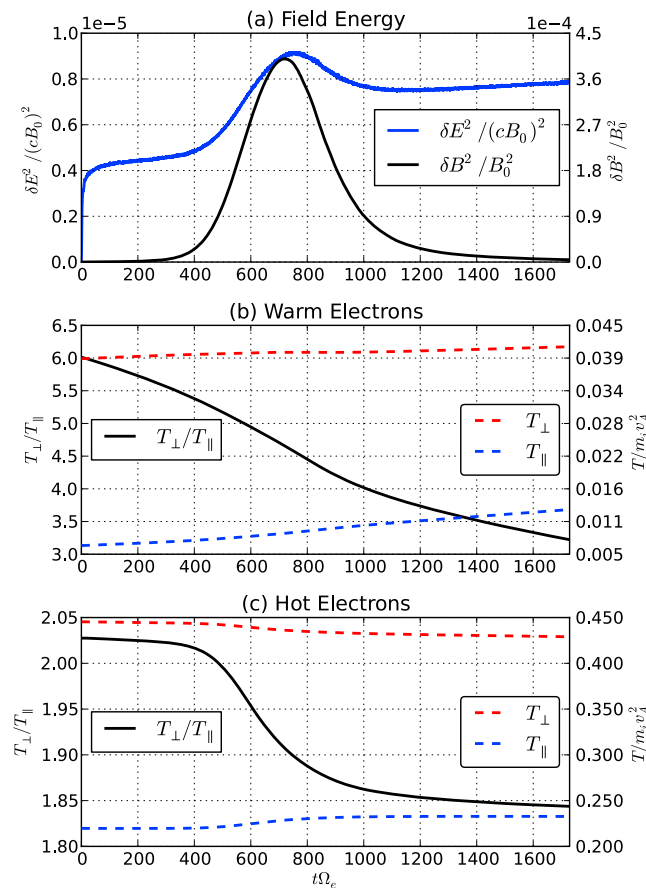 (a) Field Energy
1e−5
1e−4
1.0
0.8
0.6
0.4
0.2
0.0
δE² /(cB₀)²
4.5
3.6
2.7
1.8
0.9
0.0
δB² /B₀²
δE² /(cB₀)²
δB² /B₀²
0 200 400 600 800 1000 1200 1400 1600
(b) Warm Electrons
6.5
6.0
5.5
5.0
4.5
4.0
3.5
3.0
T⊥/T∥
0.045
0.039
0.034
0.028
0.022
0.016
0.011
0.005
T/mᵢv_A²
T⊥/T∥
T⊥
T∥
0 200 400 600 800 1000 1200 1400 1600
(c) Hot Electrons
2.05
2.00
1.95
1.90
1.85
1.80
T⊥/T∥
0.450
0.400
0.350
0.300
0.250
0.200
T/mᵢv_A²
T⊥/T∥
T⊥
T∥
0 200 400 600 800 1000 1200 1400 1600
tΩₑ